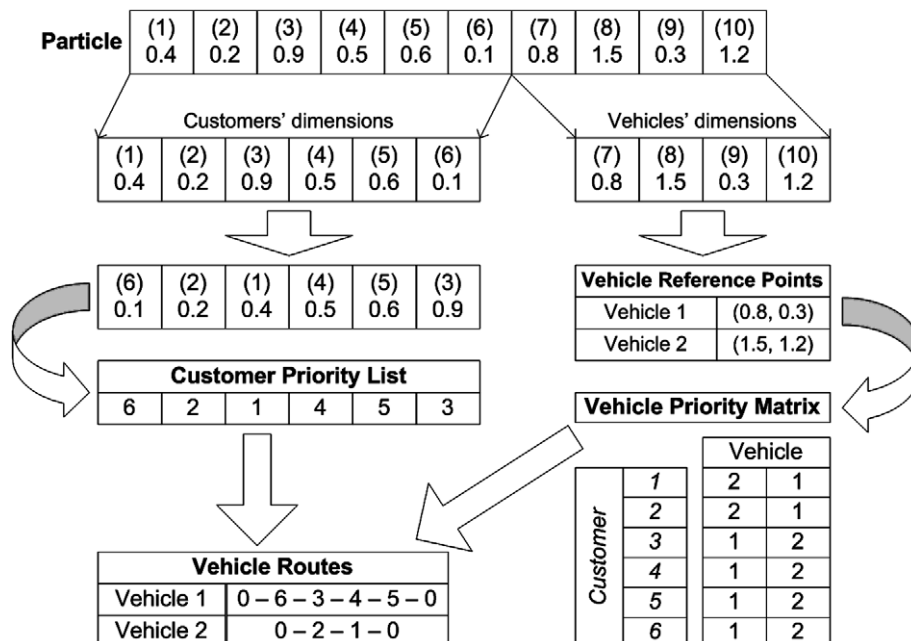 (1) (2) (3) (4) (5) (6) (7) (8) (9) (10)
Particle 0.4 0.2 0.9 0.5 0.6 0.1 0.8 1.5 0.3 1.2
Customers' dimensions
(1) (2) (3) (4) (5) (6)
0.4 0.2 0.9 0.5 0.6 0.1
Vehicles' dimensions
(7) (8) (9) (10)
0.8 1.5 0.3 1.2
(6) (2) (1) (4) (5) (3)
0.1 0.2 0.4 0.5 0.6 0.9
Vehicle Reference Points
Vehicle 1 (0.8, 0.3)
Vehicle 2 (1.5, 1.2)
Customer Priority List
6 2 1 4 5 3
Vehicle Priority Matrix
Vehicle
Customer
1 2 1
2 2 1
3 1 2
4 1 2
5 1 2
6 1 2
Vehicle Routes
Vehicle 1 0 – 6 – 3 – 4 – 5 – 0
Vehicle 2 0 – 2 – 1 – 0